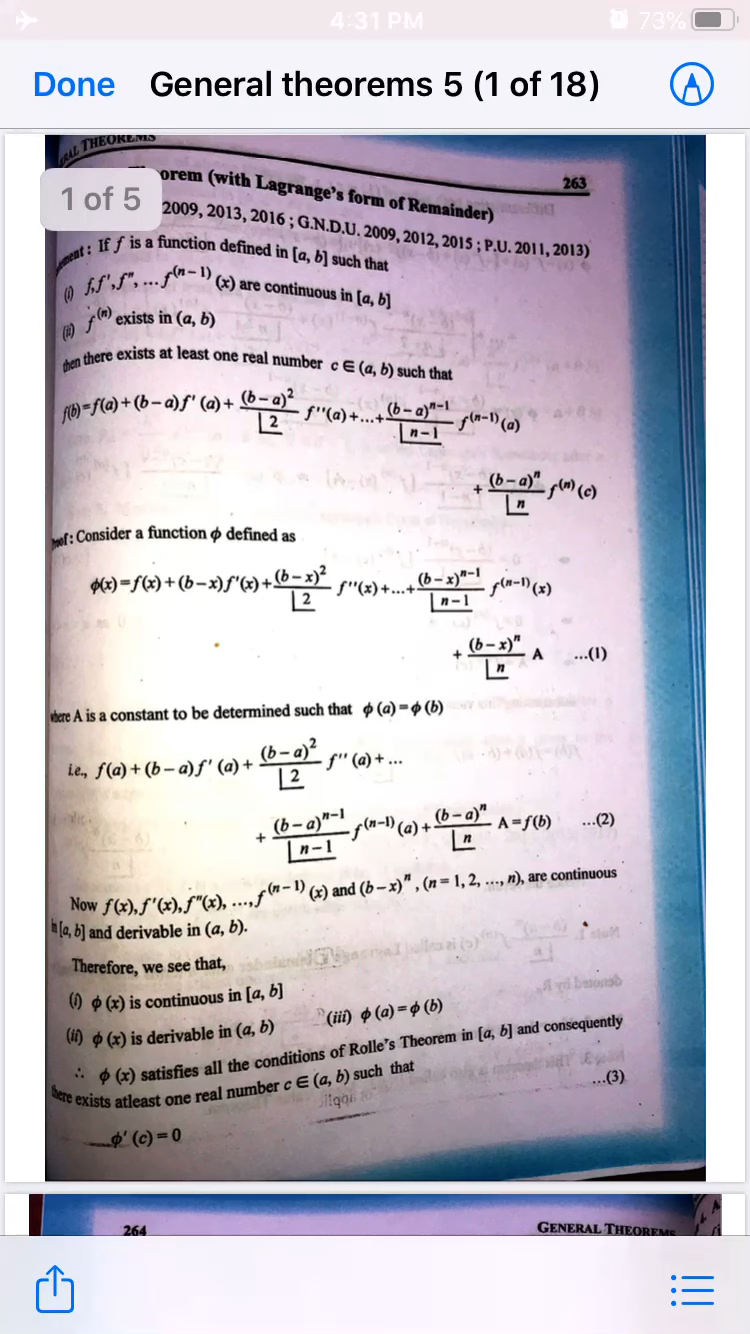 4:31 PM
73%
Done
General theorems 5 (1 of 18)
THEOREMS
263
1 of 5
(with Lagrange's form of Remainder)
2009, 2013, 2016 ; G.N.D.U. 2009, 2012, 2015 ; P.U. 2011, 2013)
: If f is a function defined in [a, b] such that
(i) f, f', f'', ... f^(n – 1) (x) are continuous in [a, b]
(ii) f^(n) exists in (a, b)
then there exists at least one real number c ∈ (a, b) such that
f(b) = f(a) + (b – a) f' (a) + (b – a)²/⌊2 f''(a) + ... + (b – a)^(n–1)/⌊n – 1 f^(n–1) (a)
+ (b – a)^n/⌊n f^(n) (c)
: Consider a function ϕ defined as
ϕ(x) = f(x) + (b – x) f'(x) + (b – x)²/⌊2 f''(x) + ... + (b – x)^(n–1)/⌊n – 1 f^(n–1) (x)
+ (b – x)^n/⌊n A ...(1)
where A is a constant to be determined such that ϕ (a) = ϕ (b)
i.e., f(a) + (b – a) f' (a) + (b – a)²/⌊2 f'' (a) + ...
+ (b – a)^(n–1)/⌊n – 1 f^(n–1) (a) + (b – a)^n/⌊n A = f(b) ...(2)
Now f(x), f'(x), f''(x), ..., f^(n – 1) (x) and (b – x)^n , (n = 1, 2, ..., n), are continuous
in [a, b] and derivable in (a, b).
Therefore, we see that,
(i) ϕ (x) is continuous in [a, b]
(ii) ϕ (x) is derivable in (a, b) (iii) ϕ (a) = ϕ (b)
∴ ϕ (x) satisfies all the conditions of Rolle's Theorem in [a, b] and consequently
there exists atleast one real number c ∈ (a, b) such that
ϕ' (c) = 0 ...(3)
264
GENERAL THEOREMS